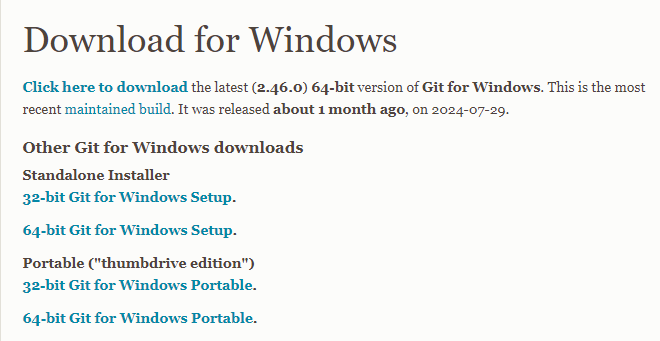 Download for Windows
Click here to download the latest (2.46.0) 64-bit version of Git for Windows. This is the most
recent maintained build. It was released about 1 month ago, on 2024-07-29.
Other Git for Windows downloads
Standalone Installer
32-bit Git for Windows Setup.
64-bit Git for Windows Setup.
Portable ("thumbdrive edition")
32-bit Git for Windows Portable.
64-bit Git for Windows Portable.